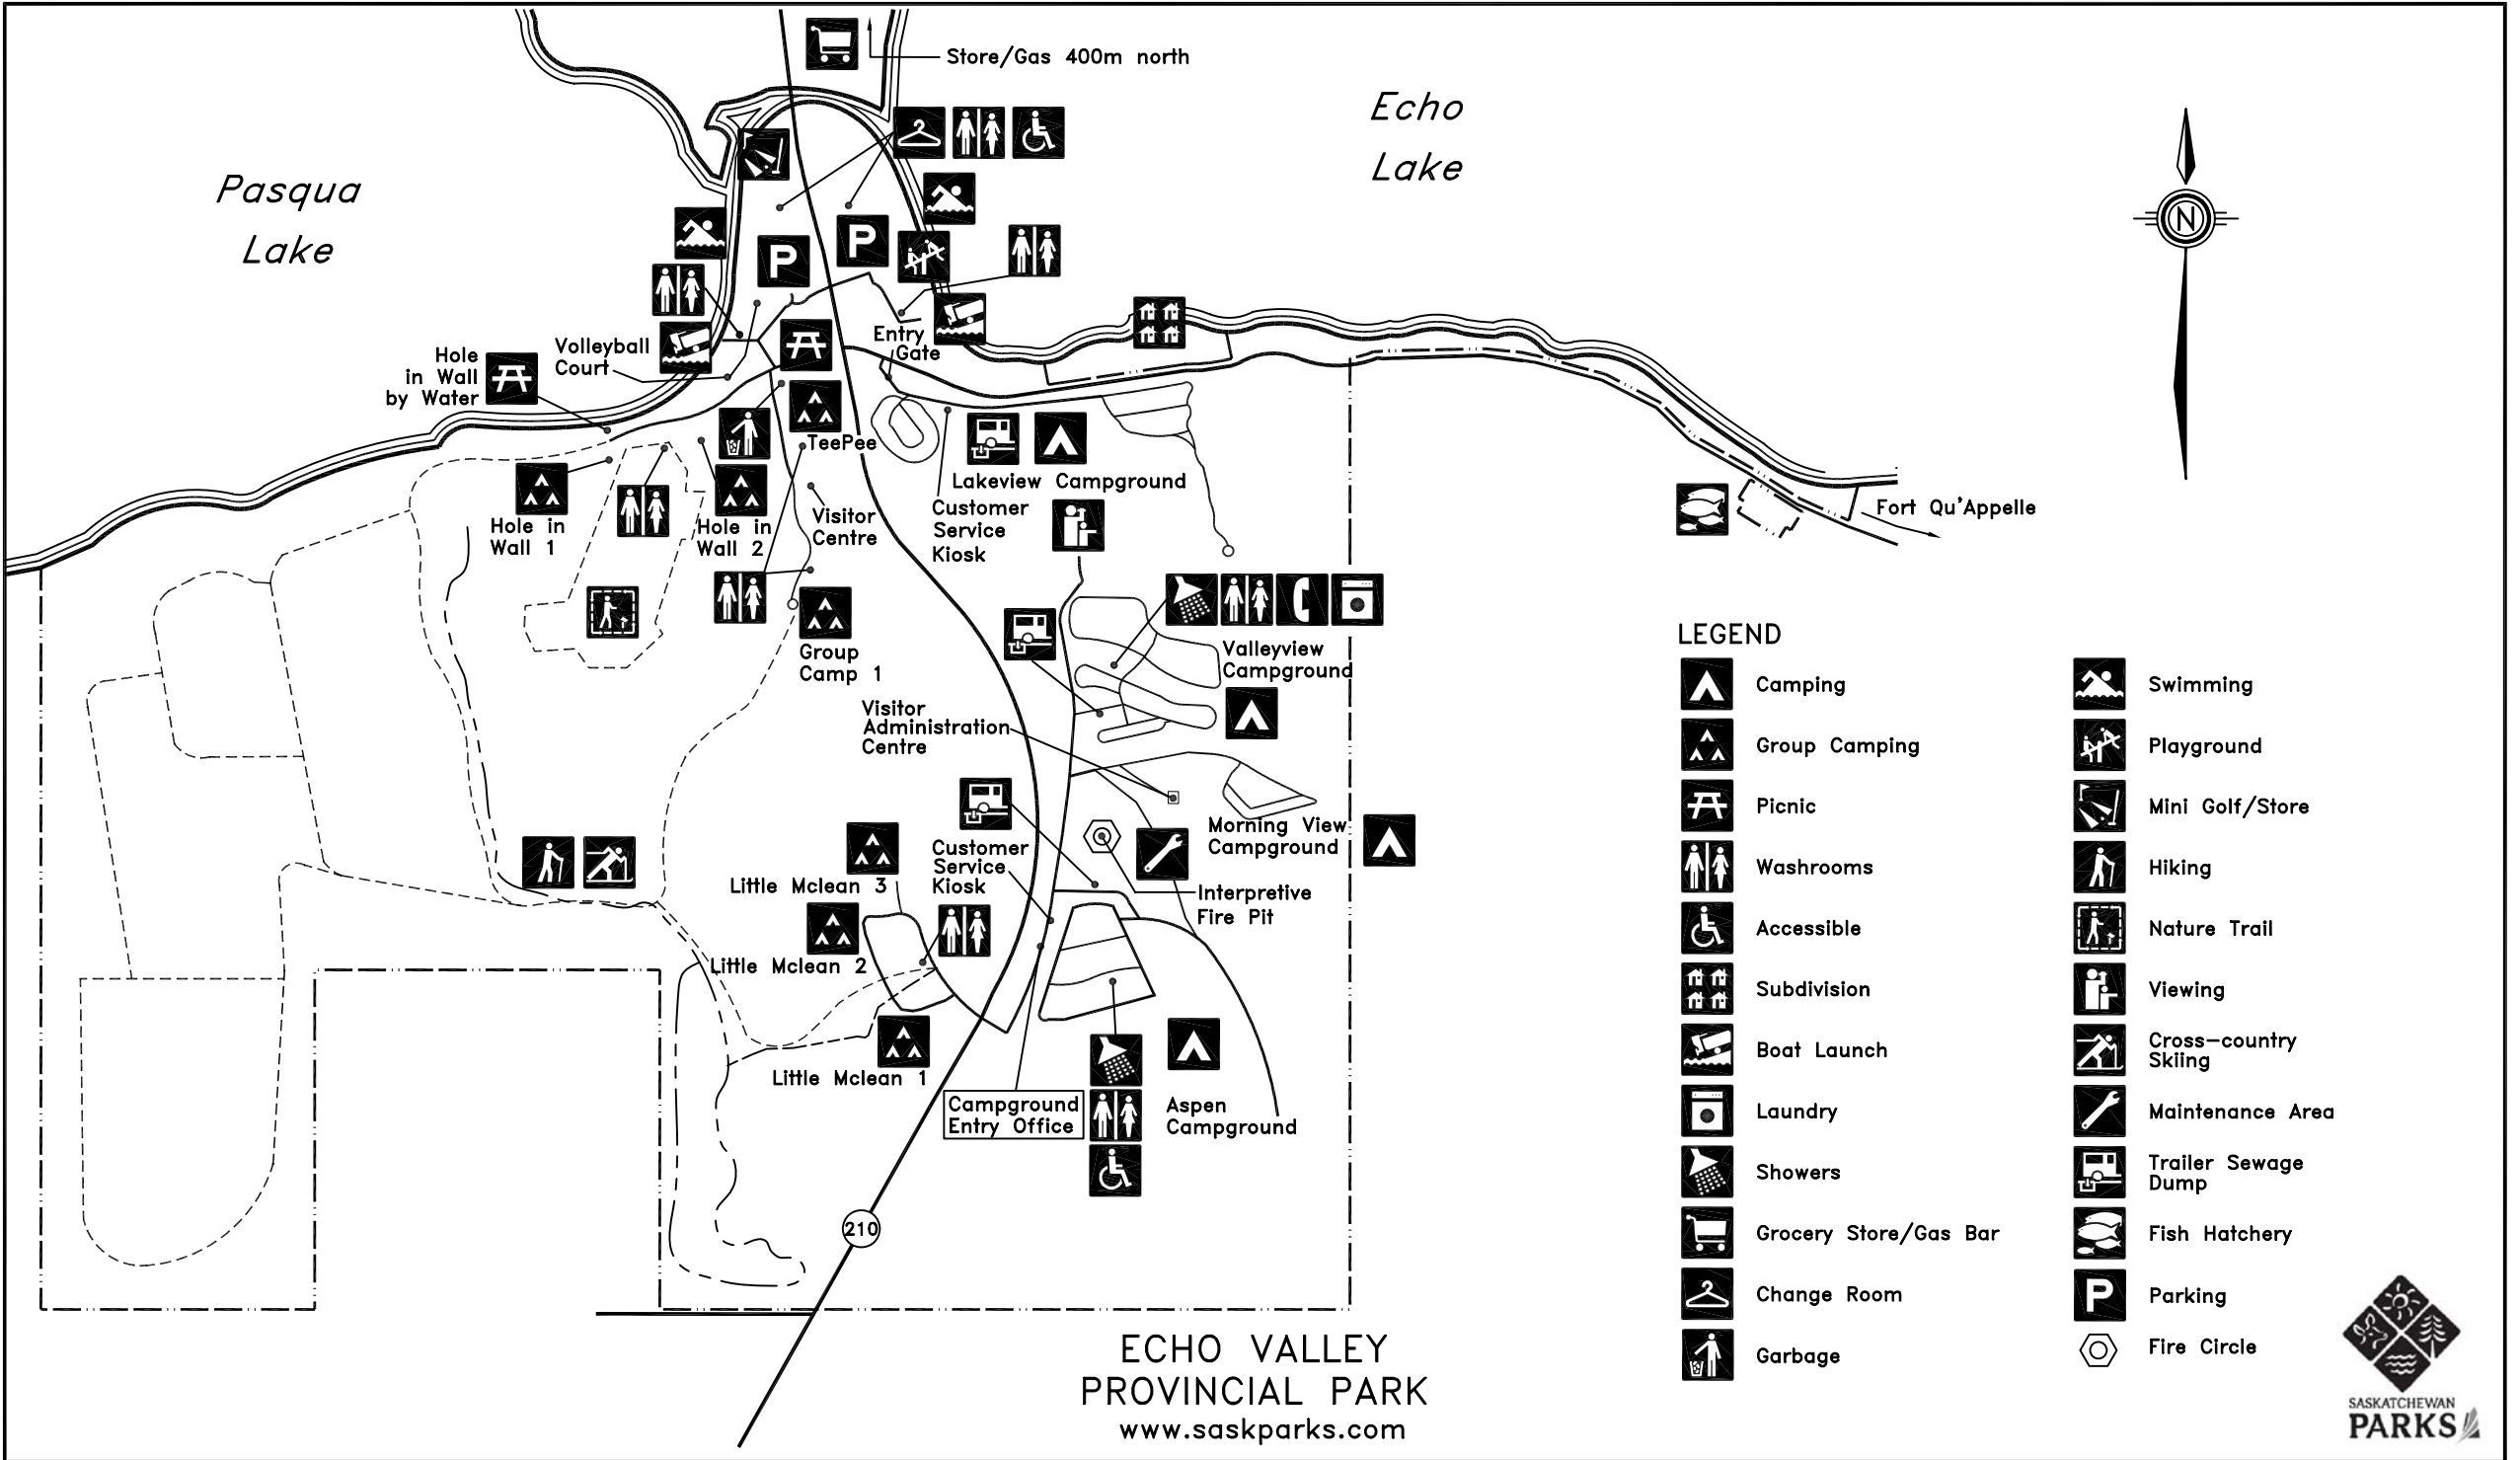 Store/Gas 400m north
Echo
Lake
Pasqua
Lake
N
P
P
Entry
Gate
Volleyball
Court
Hole
in Wall
by Water
TeePee
Lakeview Campground
Hole in
Wall 1
Hole in
Wall 2
Visitor
Centre
Customer
Service
Kiosk
Fort Qu'Appelle
Group
Camp 1
Valleyview
Campground
Visitor
Administration
Centre
Morning View
Campground
Customer
Service
Kiosk
Little Mclean 3
Interpretive
Fire Pit
Little Mclean 2
Little Mclean 1
Campground
Entry Office
Aspen
Campground
210
LEGEND
Camping
Group Camping
Picnic
Washrooms
Accessible
Subdivision
Boat Launch
Laundry
Showers
Grocery Store/Gas Bar
Change Room
Garbage
Swimming
Playground
Mini Golf/Store
Hiking
Nature Trail
Viewing
Cross-country
Skiing
Maintenance Area
Trailer Sewage
Dump
Fish Hatchery
P
Parking
Fire Circle
ECHO VALLEY
PROVINCIAL PARK
www.saskparks.com
SASKATCHEWAN
PARKS